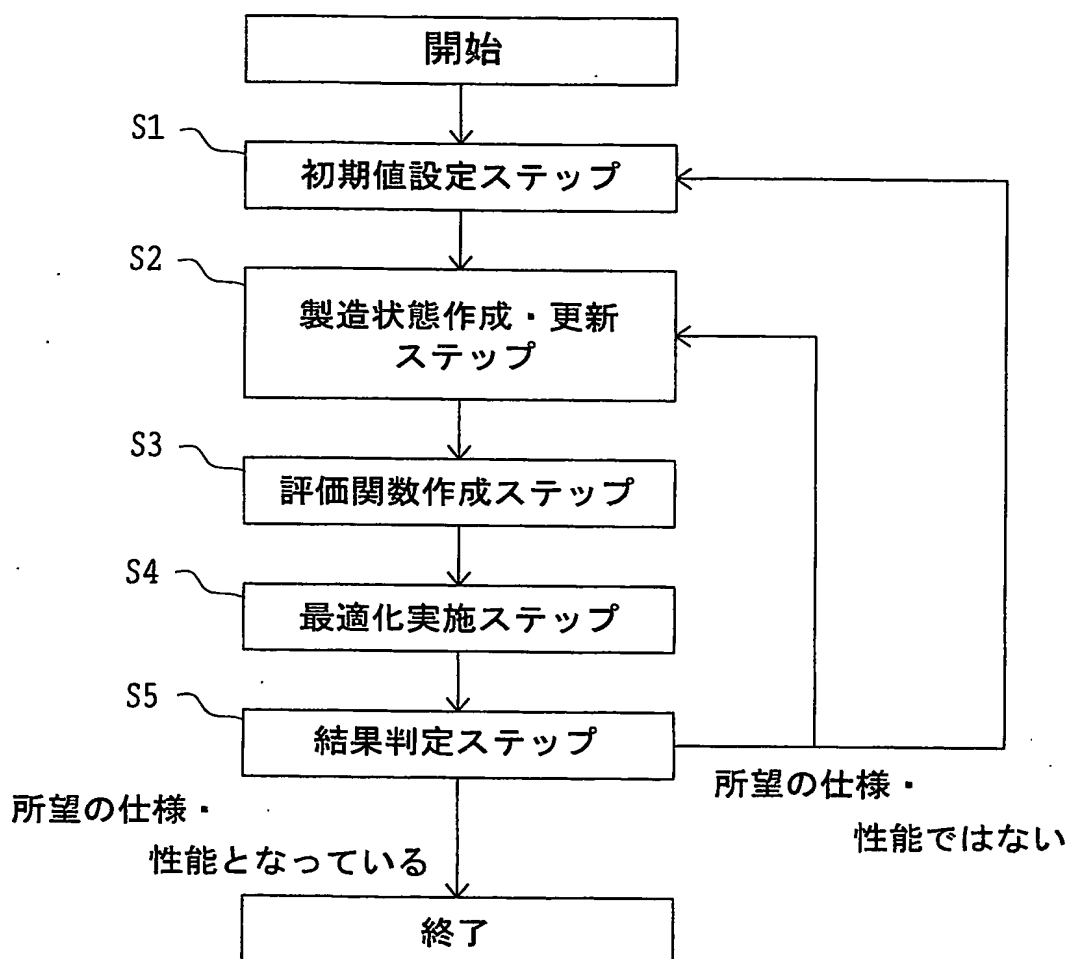 開始
S1
初期値設定ステップ
S2
製造状態作成・更新
ステップ
S3
評価関数作成ステップ
S4
最適化実施ステップ
S5
結果判定ステップ
所望の仕様・
性能となっている
所望の仕様・
性能ではない
終了